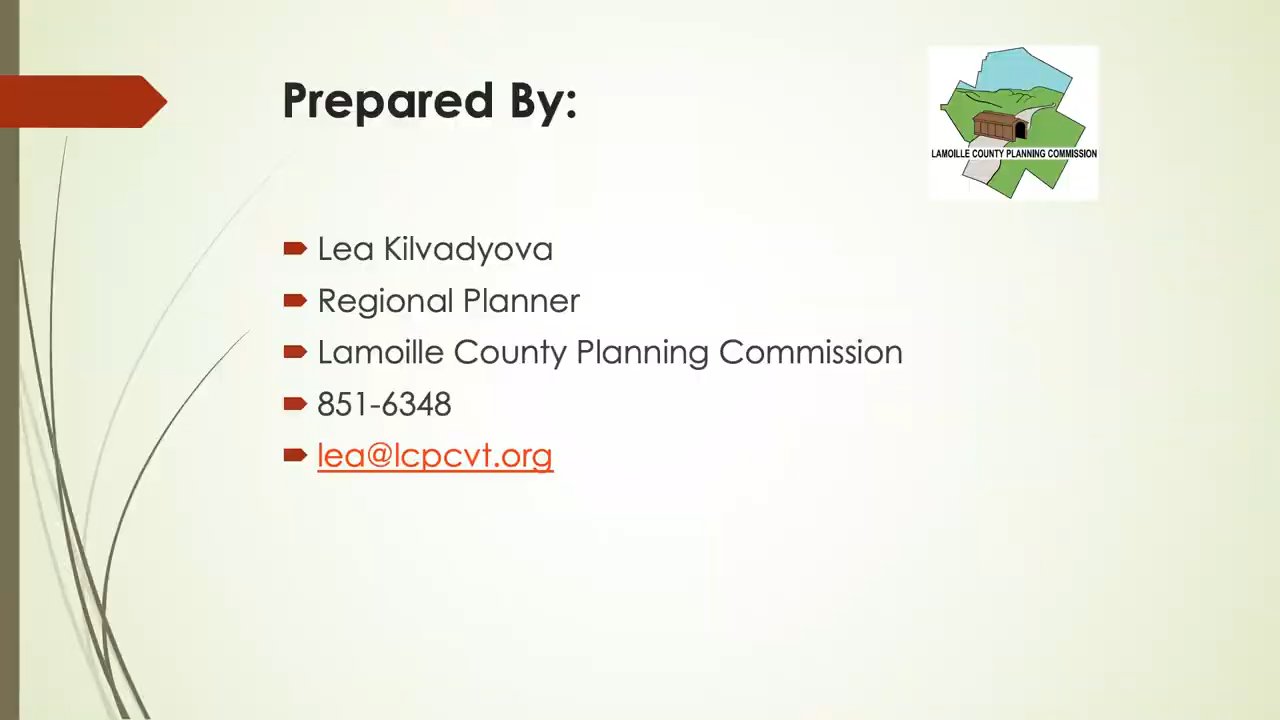 Prepared By:
LAMOILLE COUNTY PLANNING COMMISSION
Lea Kilvadyova
Regional Planner
Lamoille County Planning Commission
851-6348
lea@lcpcvt.org